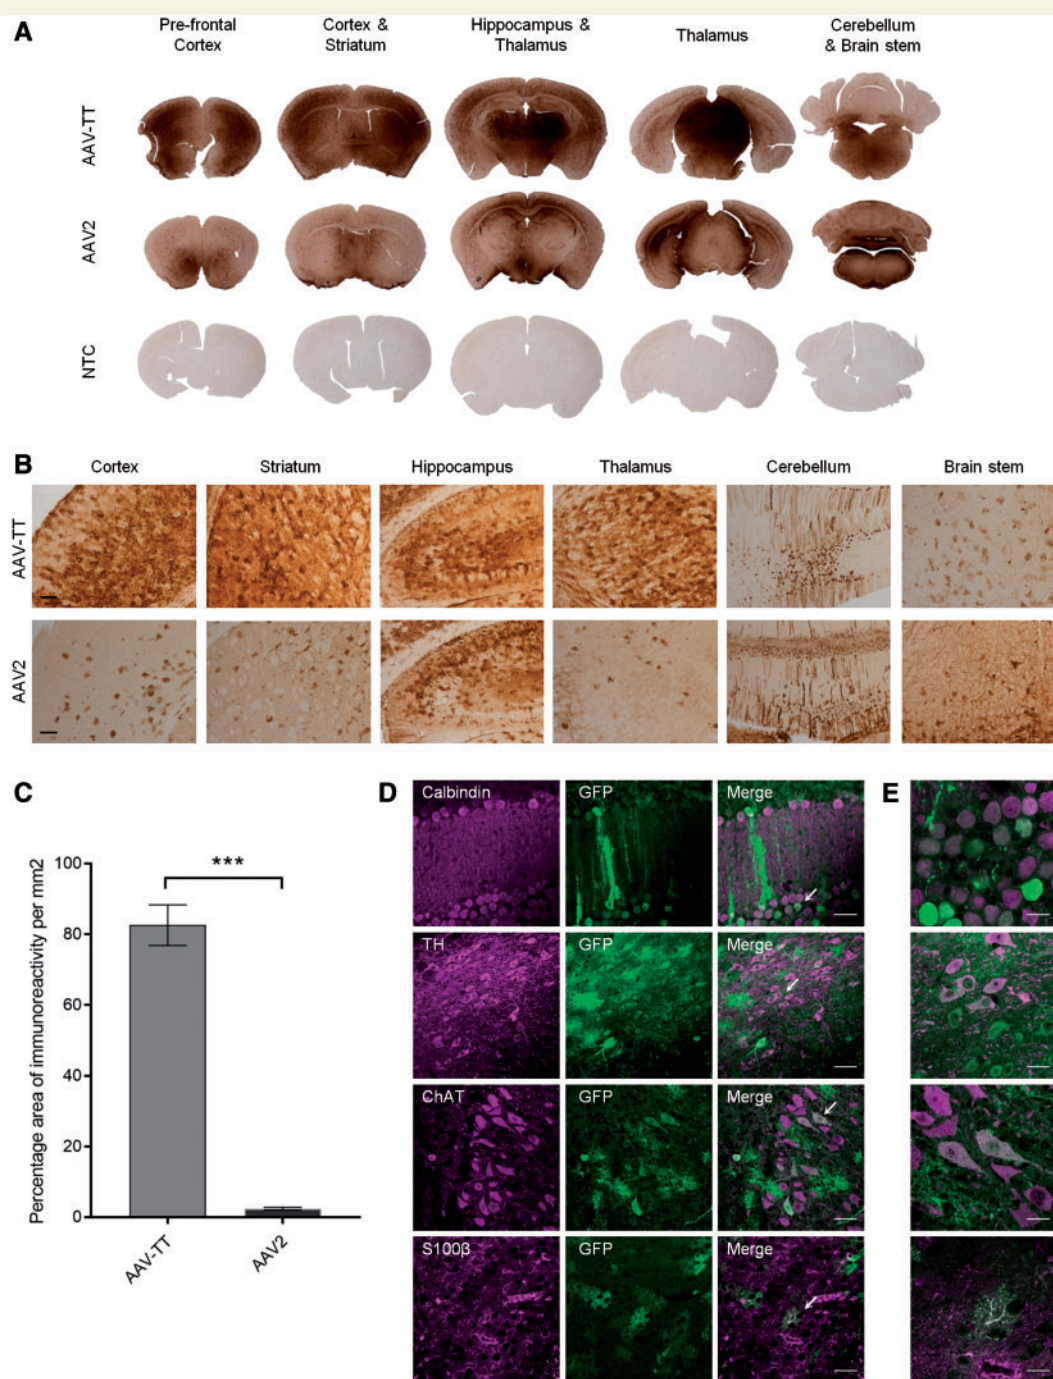 A
Pre-frontal
Cortex
Cortex &
Striatum
Hippocampus &
Thalamus
Thalamus
Cerebellum
& Brain stem
AAV-TT
AAV2
NTC
B
Cortex
Striatum
Hippocampus
Thalamus
Cerebellum
Brain stem
AAV-TT
AAV2
C
Percentage area of immunoreactivity per mm2
100
80
60
40
20
0
***
AAV-TT
AAV2
D
Calbindin
GFP
Merge
TH
GFP
Merge
ChAT
GFP
Merge
S100β
GFP
Merge
E